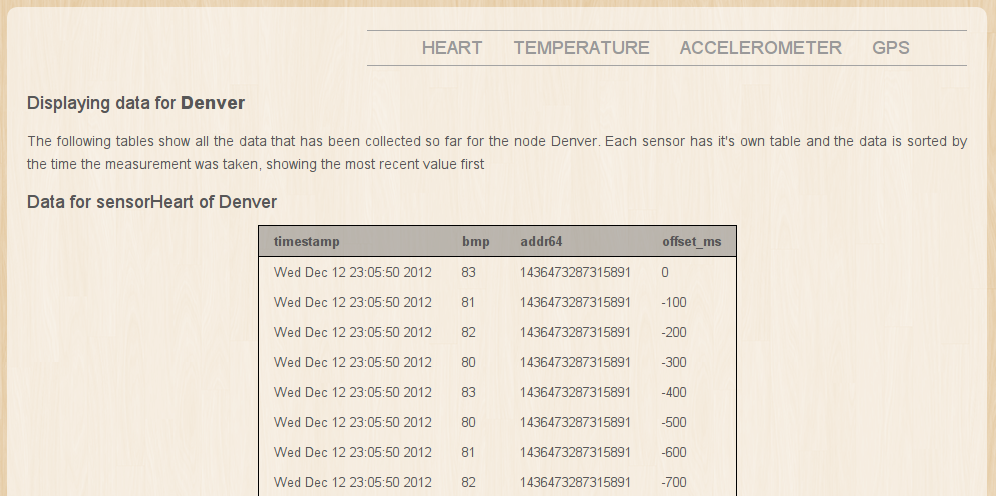 HEART TEMPERATURE ACCELEROMETER GPS
Displaying data for Denver
The following tables show all the data that has been collected so far for the node Denver. Each sensor has it's own table and the data is sorted by
the time the measurement was taken, showing the most recent value first
Data for sensorHeart of Denver
timestamp bmp addr64 offset_ms
Wed Dec 12 23:05:50 2012 83 1436473287315891 0
Wed Dec 12 23:05:50 2012 81 1436473287315891 -100
Wed Dec 12 23:05:50 2012 82 1436473287315891 -200
Wed Dec 12 23:05:50 2012 80 1436473287315891 -300
Wed Dec 12 23:05:50 2012 83 1436473287315891 -400
Wed Dec 12 23:05:50 2012 80 1436473287315891 -500
Wed Dec 12 23:05:50 2012 81 1436473287315891 -600
Wed Dec 12 23:05:50 2012 82 1436473287315891 -700